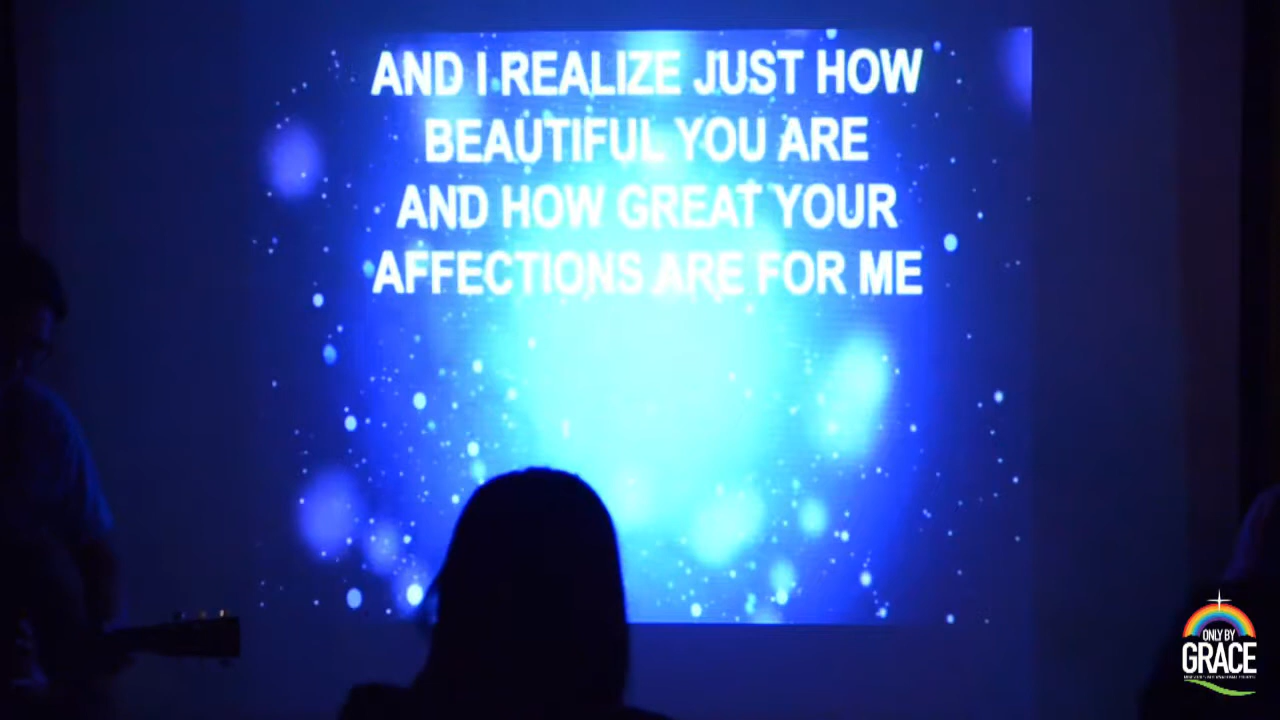 AND I REALIZE JUST HOW
BEAUTIFUL YOU ARE
AND HOW GREAT YOUR
AFFECTIONS ARE FOR ME
ONLY BY
GRACE